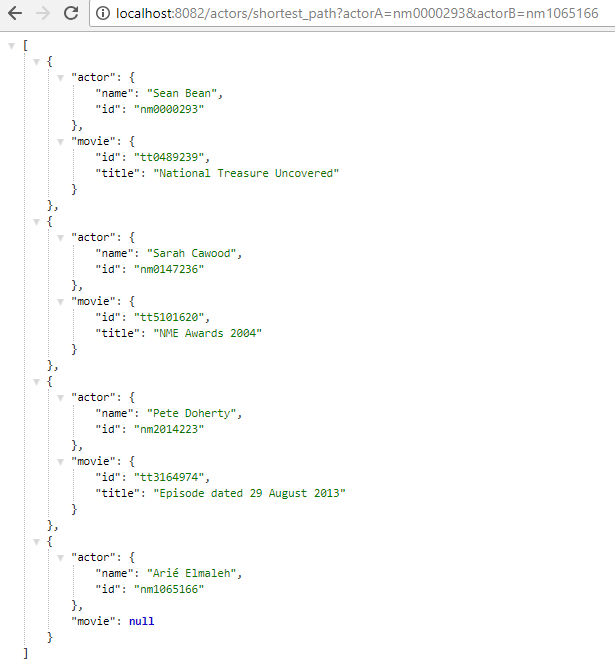 localhost:8082/actors/shortest_path?actorA=nm0000293&actorB=nm1065166
[
{
"actor": {
"name": "Sean Bean",
"id": "nm0000293"
},
"movie": {
"id": "tt0489239",
"title": "National Treasure Uncovered"
}
},
{
"actor": {
"name": "Sarah Cawood",
"id": "nm0147236"
},
"movie": {
"id": "tt5101620",
"title": "NME Awards 2004"
}
},
{
"actor": {
"name": "Pete Doherty",
"id": "nm2014223"
},
"movie": {
"id": "tt3164974",
"title": "Episode dated 29 August 2013"
}
},
{
"actor": {
"name": "Arié Elmaleh",
"id": "nm1065166"
},
"movie": null
}
]